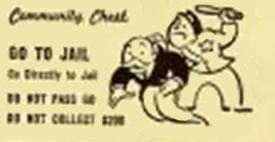 Community Chest
GO TO JAIL
Go Directly to Jail
DO NOT PASS GO
DO NOT COLLECT $200